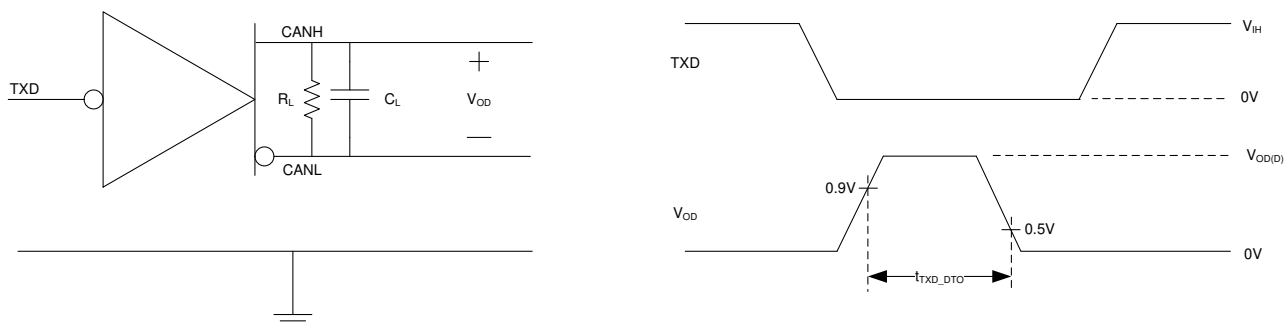 TXD
CANH
R_L
C_L
+
V_OD
—
CANL
TXD
V_IH
0V
V_OD
0.9V
0.5V
V_OD(D)
0V
t_TXD_DTO